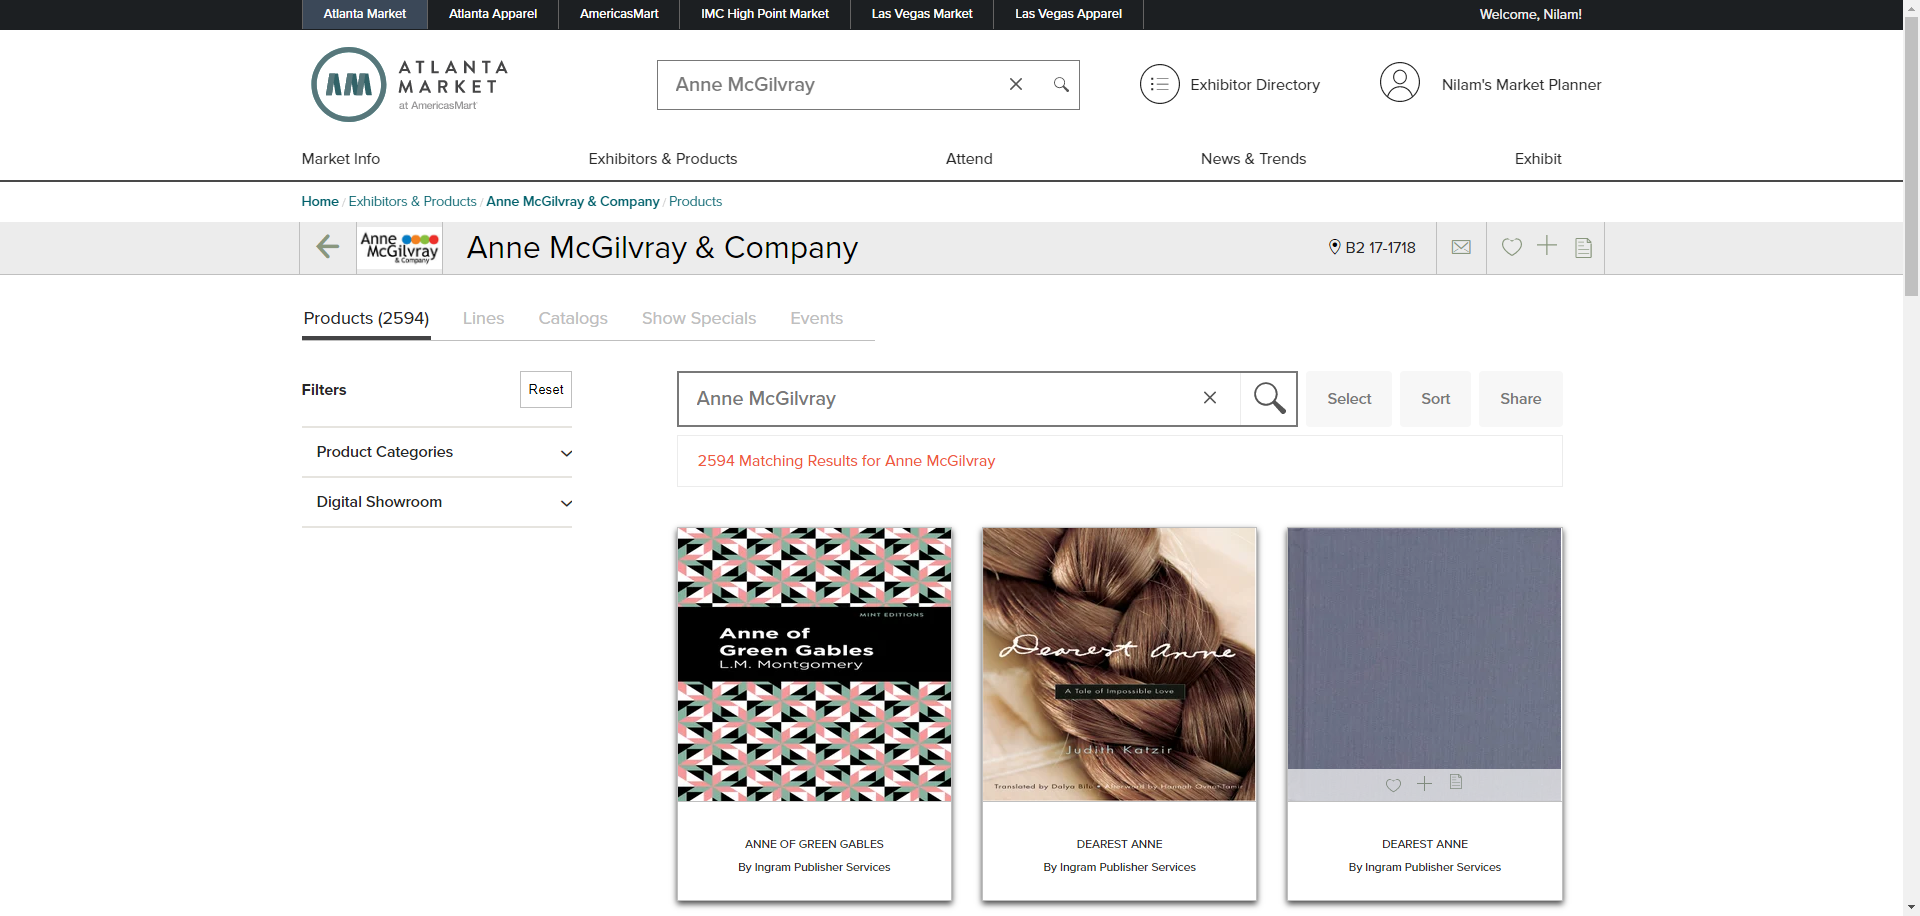 Atlanta Market
Atlanta Apparel
AmericasMart
IMC High Point Market
Las Vegas Market
Las Vegas Apparel
Welcome, Nilam!
AM
ATLANTA
MARKET
at AmericasMart
Anne McGilvray
Exhibitor Directory
Nilam's Market Planner
Market Info
Exhibitors & Products
Attend
News & Trends
Exhibit
Home / Exhibitors & Products / Anne McGilvray & Company / Products
Anne
McGilvray
& Company
Anne McGilvray & Company
B2 17-1718
Products (2594)
Lines
Catalogs
Show Specials
Events
Filters
Reset
Product Categories
Digital Showroom
Anne McGilvray
Select
Sort
Share
2594 Matching Results for Anne McGilvray
MINT EDITIONS
Anne of
Green Gables
L.M. Montgomery
ANNE OF GREEN GABLES
By Ingram Publisher Services
Dearest Anne
A Tale of Impossible Love
Judith Katzir
Translated by Dalya Bilu • Afterword by Hannah Ovnat-Tamir
DEAREST ANNE
By Ingram Publisher Services
DEAREST ANNE
By Ingram Publisher Services